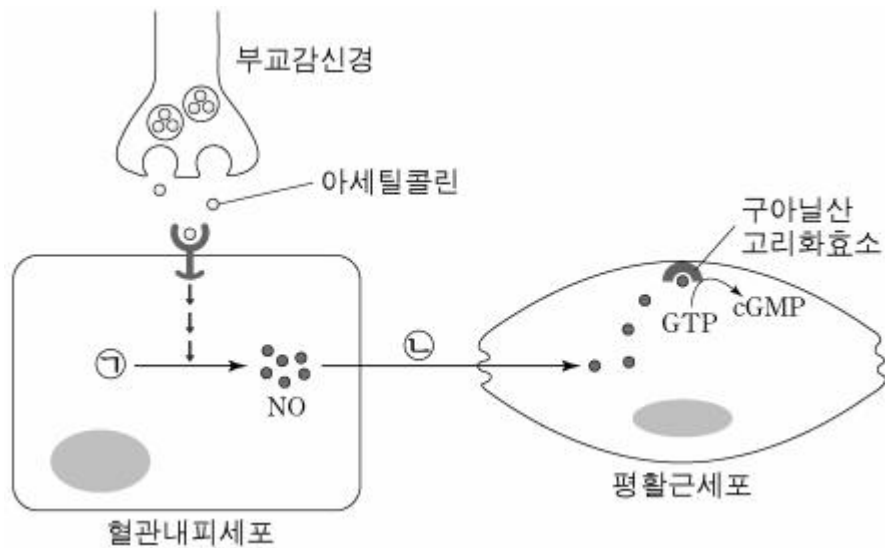 부교감신경
아세틸콜린
구아닐산
고리화효소
GTP
cGMP
㉠
㉡
NO
평활근세포
혈관내피세포